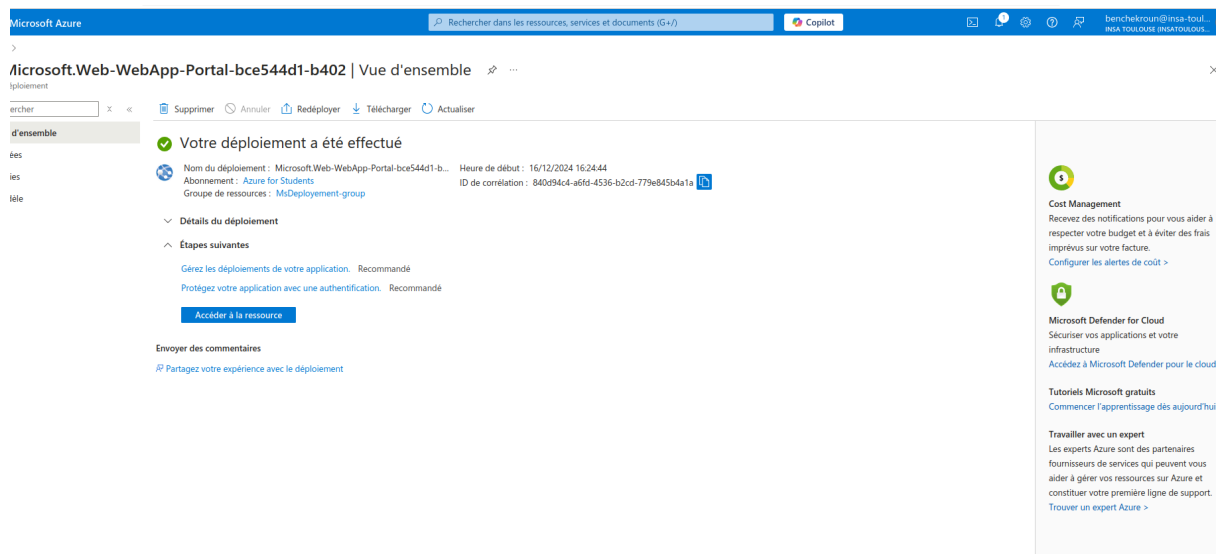 Microsoft Azure
Rechercher dans les ressources, services et documents (G+/)
Copilot
1
benchekroun@insa-toul...
INSA TOULOUSE (INSATOULOUS...
Microsoft.Web-WebApp-Portal-bce544d1-b402 | Vue d'ensemble
éploiement
ercher
Supprimer Annuler Redéployer Télécharger Actualiser
d'ensemble
ées
ies
dèle
Votre déploiement a été effectué
Nom du déploiement : Microsoft.Web-WebApp-Portal-bce544d1-b... Heure de début : 16/12/2024 16:24:44
Abonnement : Azure for Students ID de corrélation : 840d94c4-a6fd-4536-b2cd-779e845b4a1a
Groupe de ressources : MsDeployement-group
Détails du déploiement
Étapes suivantes
Gérez les déploiements de votre application. Recommandé
Protégez votre application avec une authentification. Recommandé
Accéder à la ressource
Envoyer des commentaires
Partagez votre expérience avec le déploiement
Cost Management
Recevez des notifications pour vous aider à
respecter votre budget et à éviter des frais
imprévus sur votre facture.
Configurer les alertes de coût >
Microsoft Defender for Cloud
Sécuriser vos applications et votre
infrastructure
Accédez à Microsoft Defender pour le cloud
Tutoriels Microsoft gratuits
Commencer l'apprentissage dès aujourd'hui
Travailler avec un expert
Les experts Azure sont des partenaires
fournisseurs de services qui peuvent vous
aider à gérer vos ressources sur Azure et
constituer votre première ligne de support.
Trouver un expert Azure >